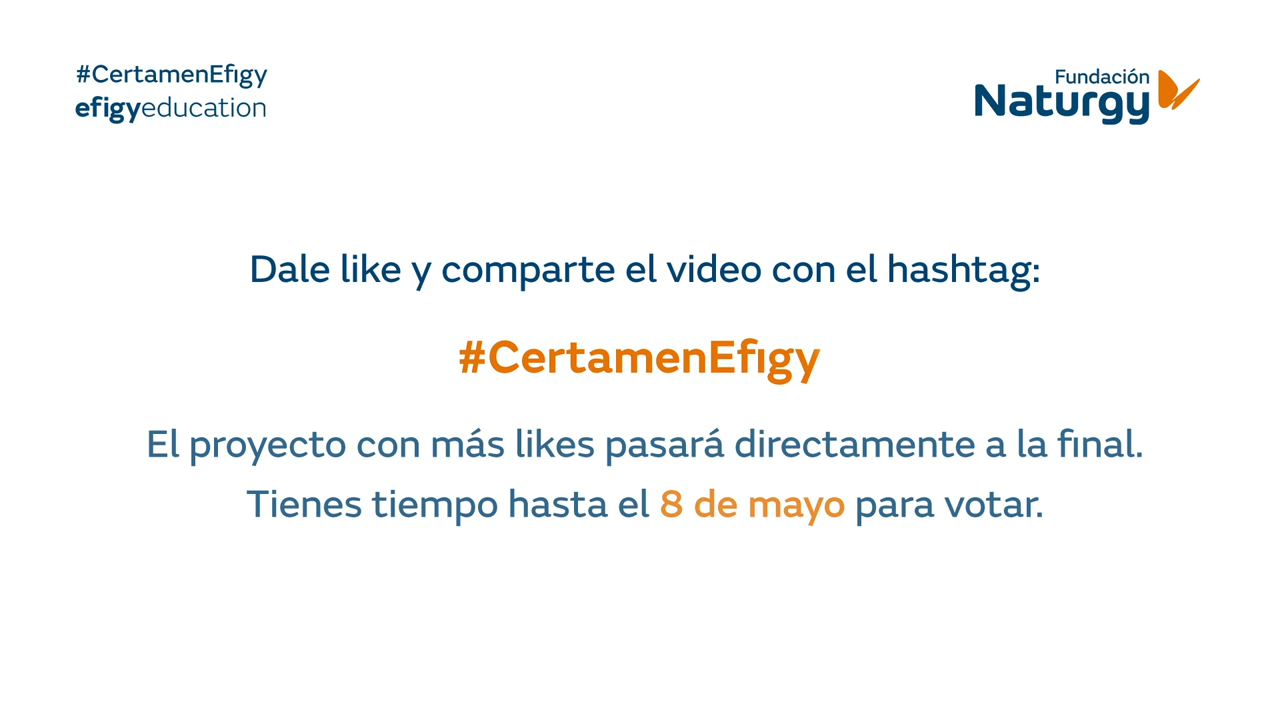 #CertamenEfigy
efigyeducation
Fundación
Naturgy
Dale like y comparte el video con el hashtag:
#CertamenEfigy
El proyecto con más likes pasará directamente a la final.
Tienes tiempo hasta el 8 de mayo para votar.